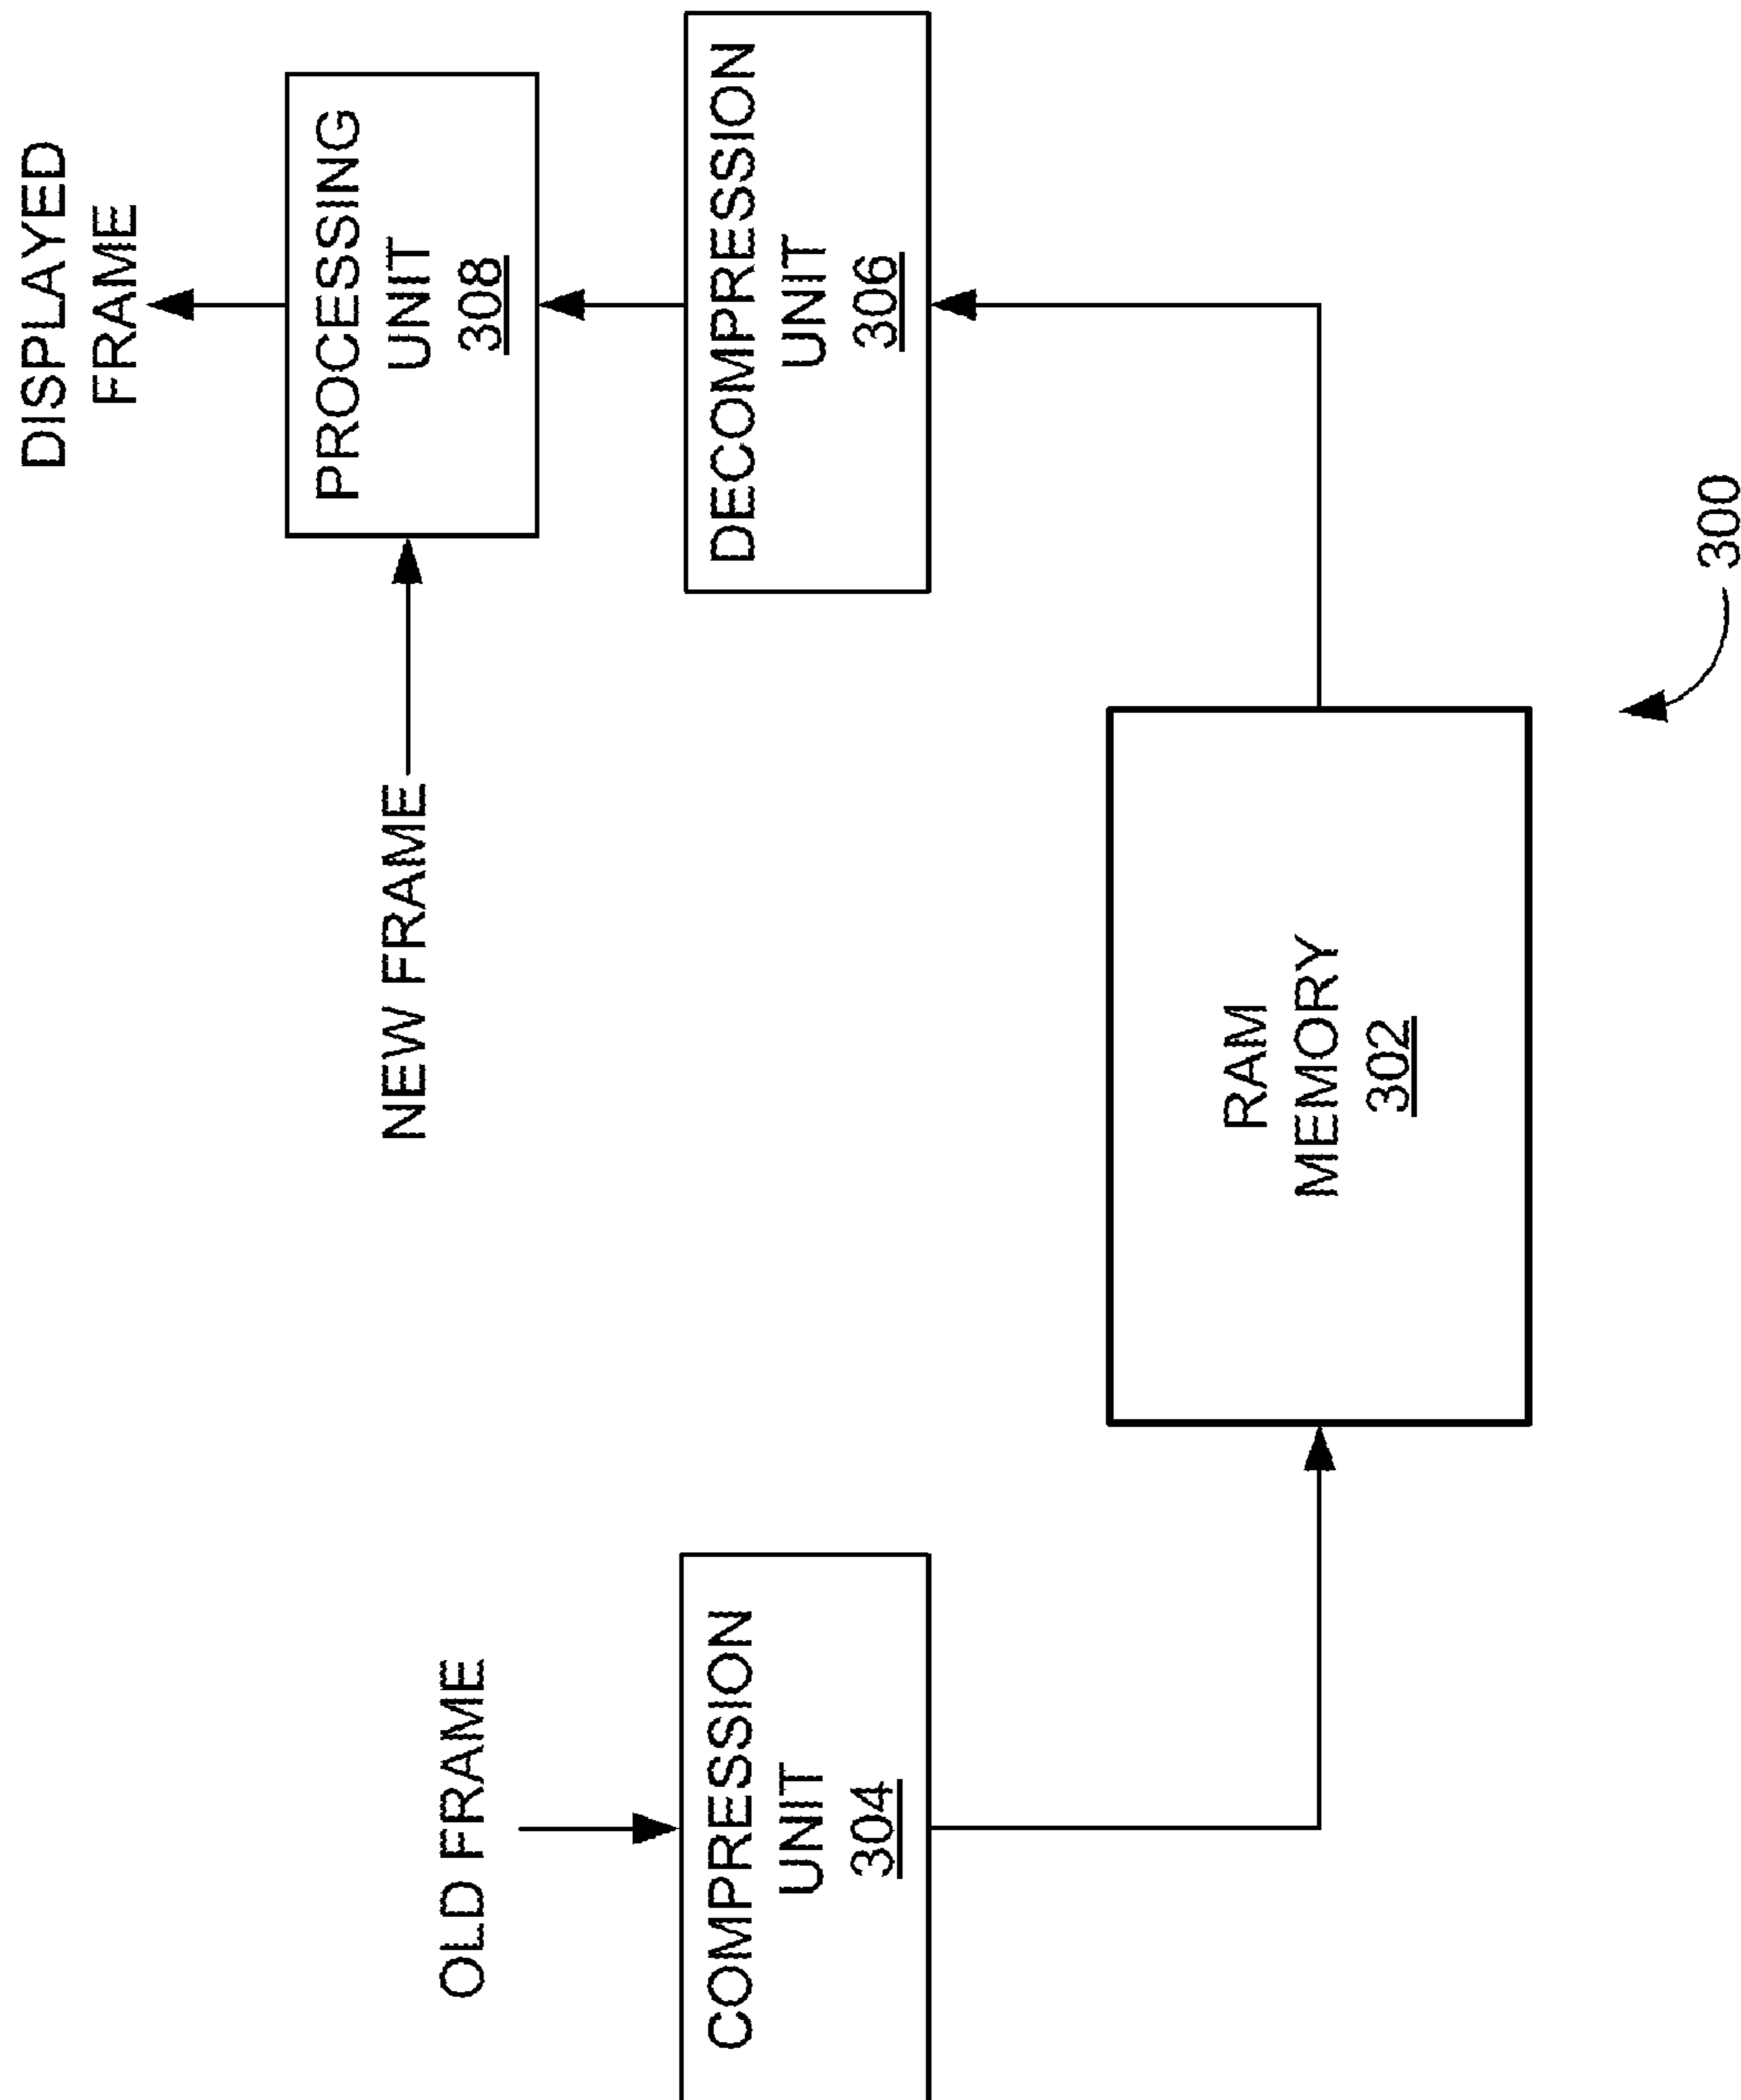 OLD FRAME
COMPRESSION
UNIT
304
RAM
MEMORY
302
NEW FRAME
DISPLAYED
FRAME
PROCESSING
UNIT
308
DECOMPRESSION
UNIT
306
300